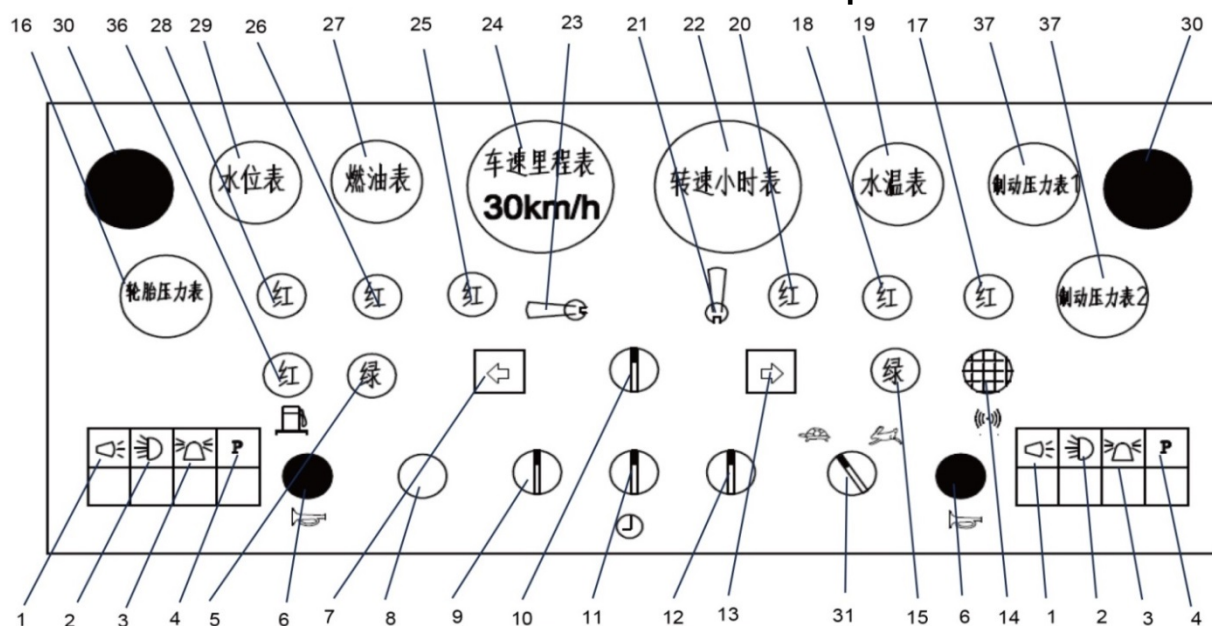 16 30 36 28 29 26 27 25 24 23 21 22 20 18 19 17 37 37 30
水位表 燃油表 车速里程表 转速小时表 水温表 制动压力表1
30km/h
轮胎压力表 红 红 红 红 红 红 制动压力表2
红 绿 绿
P P
1 2 3 4 5 6 7 8 9 10 11 12 13 31 15 6 14 1 2 3 4